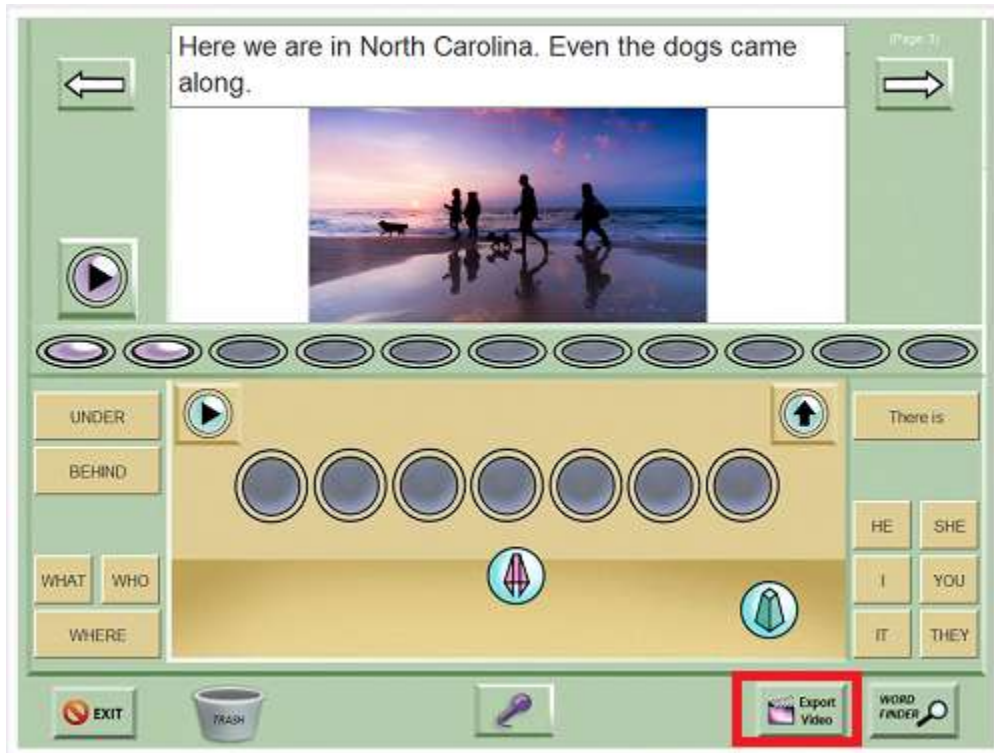 Here we are in North Carolina. Even the dogs came
along.
(Page 3)
UNDER
BEHIND
WHAT
WHO
WHERE
There is
HE
SHE
I
YOU
IT
THEY
EXIT
TRASH
Export
Video
WORD
FINDER